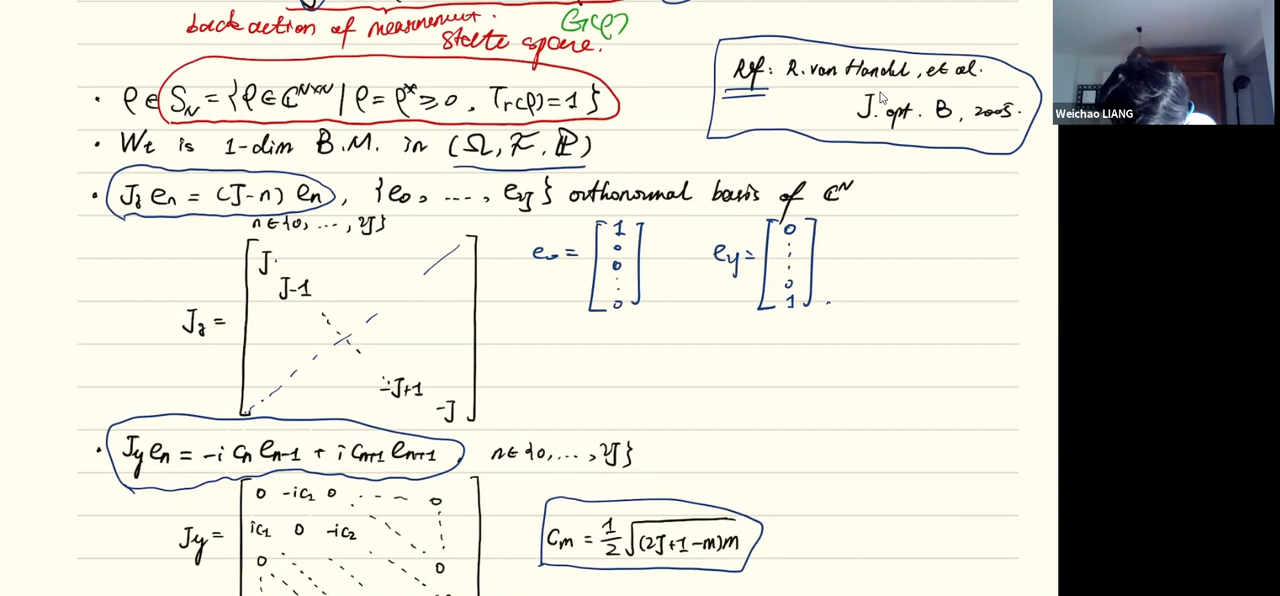 back action of measurement.
G(ρ)
state space.
· ρ ∈ S_N = {ρ ∈ ℂ^{N×N} | ρ = ρ* ≥ 0, Tr(ρ) = 1}
Ref: R. van Handel, et al.
J. opt. B, 2005.
Weichao LIANG
· W_t is 1-dim B.M. in (Ω, F, ℙ)
· J_z e_n = (J-n) e_n, {e_0, ..., e_{2J}} orthonormal basis of ℂ^N
n ∈ {0, ..., 2J}
J_z = [ J J-1 ⋱ -J+1 -J ]
e_0 = [ 1 0 0 ⋮ 0 ]
e_{2J} = [ 0 ⋮ 0 1 ].
· J_y e_n = -i c_n e_{n-1} + i c_{n+1} e_{n+1} n ∈ {0, ..., 2J}
J_y = [ 0 -ic_1 0 ... 0
ic_1 0 -ic_2
0 0
c_m = 1/2 √((2J+1-m)m)